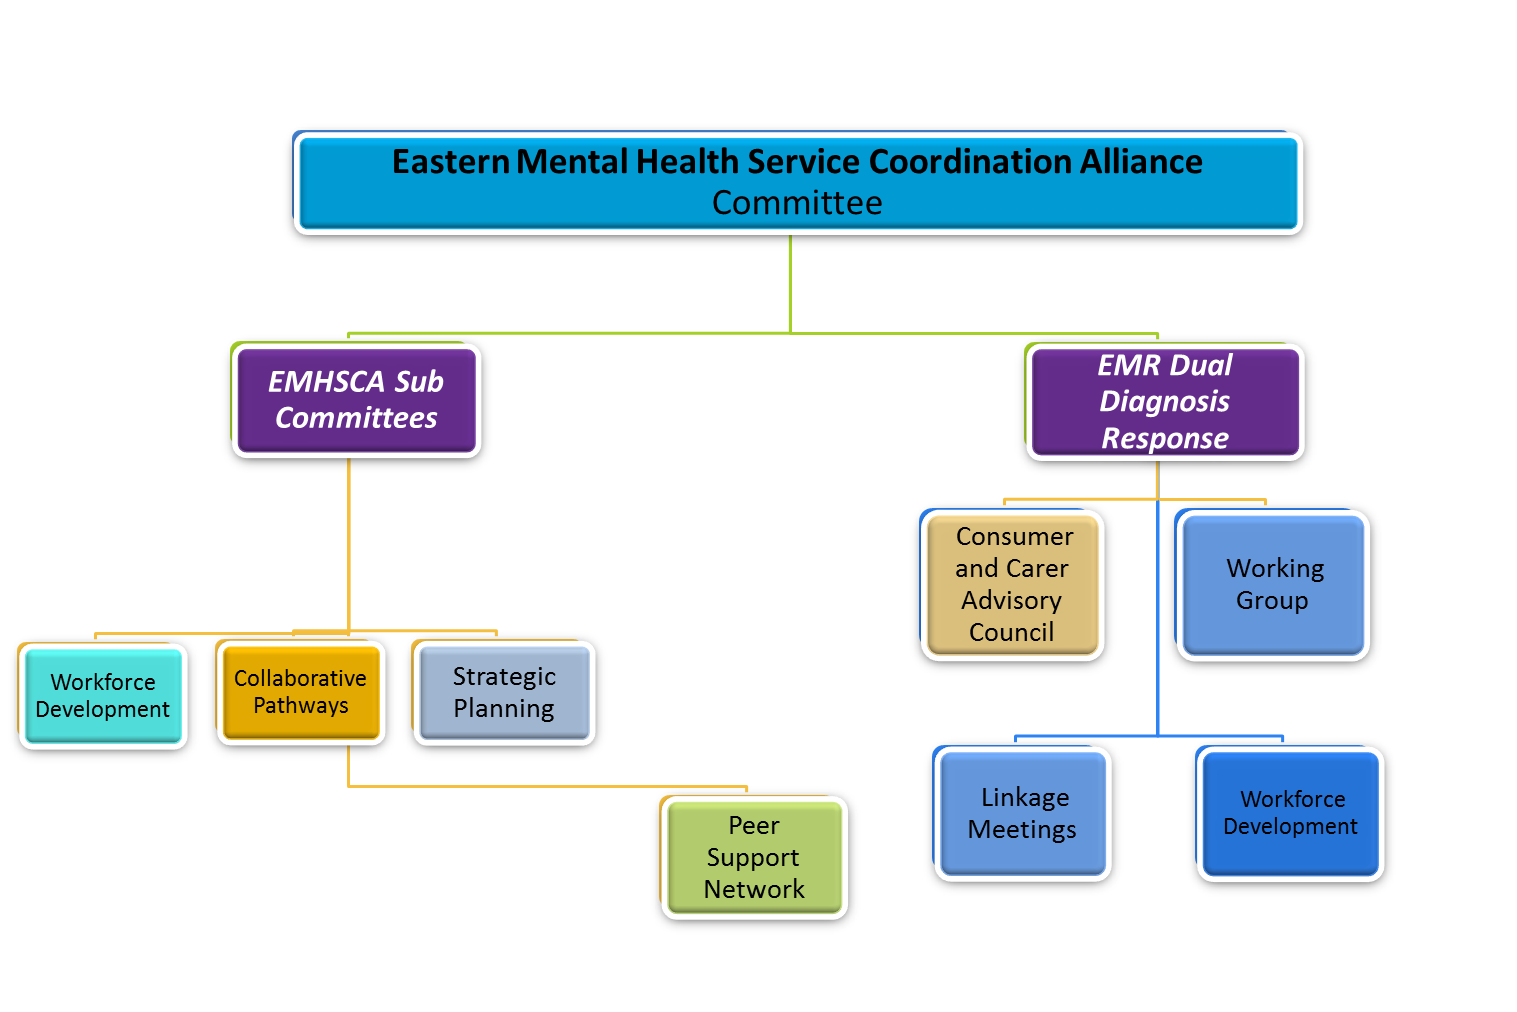 Eastern Mental Health Service Coordination Alliance
Committee
EMHSCA Sub
Committees
EMR Dual
Diagnosis
Response
Consumer
and Carer
Advisory
Council
Working
Group
Workforce
Development
Collaborative
Pathways
Strategic
Planning
Linkage
Meetings
Workforce
Development
Peer
Support
Network